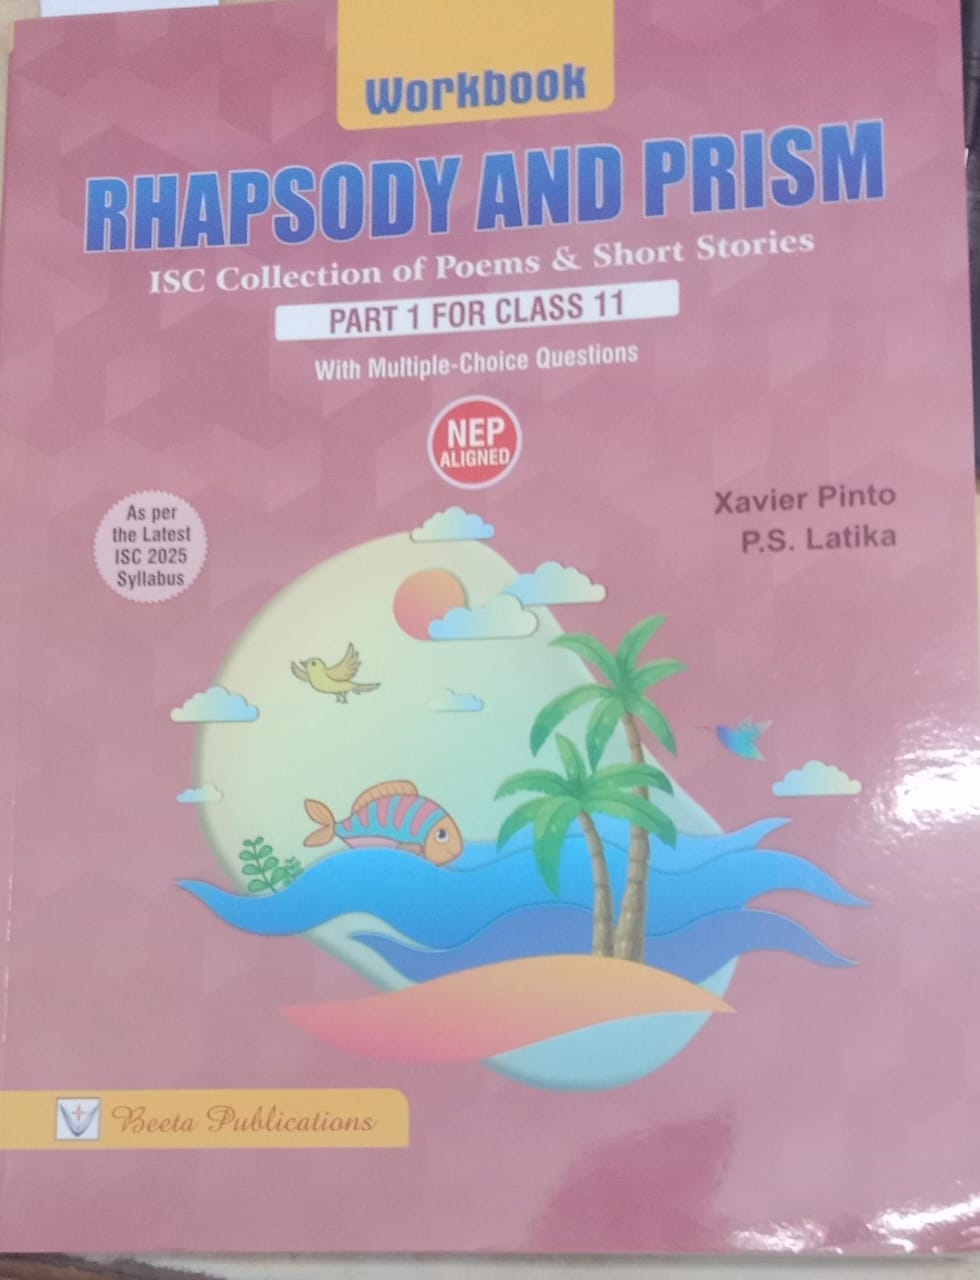 Workbook
RHAPSODY AND PRISM
ISC Collection of Poems & Short Stories
PART 1 FOR CLASS 11
With Multiple-Choice Questions
NEP
ALIGNED
As per
the Latest
ISC 2025
Syllabus
Xavier Pinto
P.S. Latika
Beeta Publications